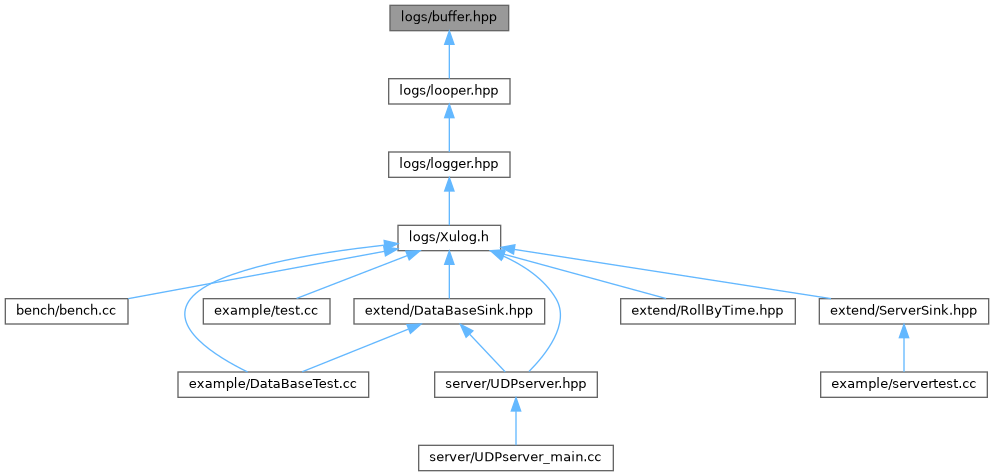 logs/buffer.hpp
logs/looper.hpp
logs/logger.hpp
logs/Xulog.h
bench/bench.cc
example/test.cc
extend/DataBaseSink.hpp
extend/RollByTime.hpp
extend/ServerSink.hpp
example/DataBaseTest.cc
server/UDPserver.hpp
example/servertest.cc
server/UDPserver_main.cc